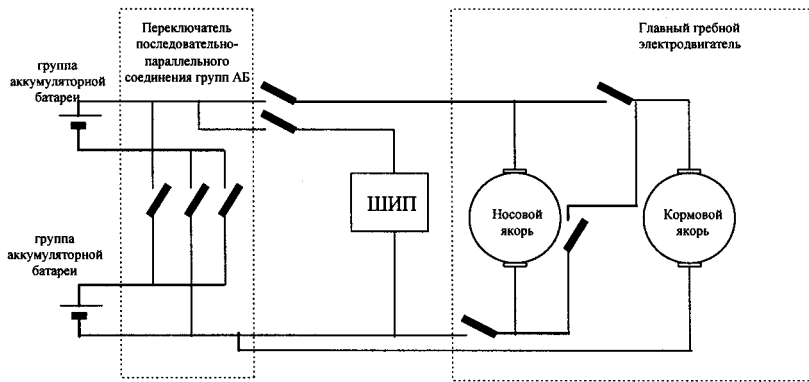 Переключатель
последовательно-
параллельного
соединения групп АБ
Главный гребной
электродвигатель
группа
аккумуляторной
батареи
ШИП
Носовой
якорь
Кормовой
якорь
группа
аккумуляторной
батареи